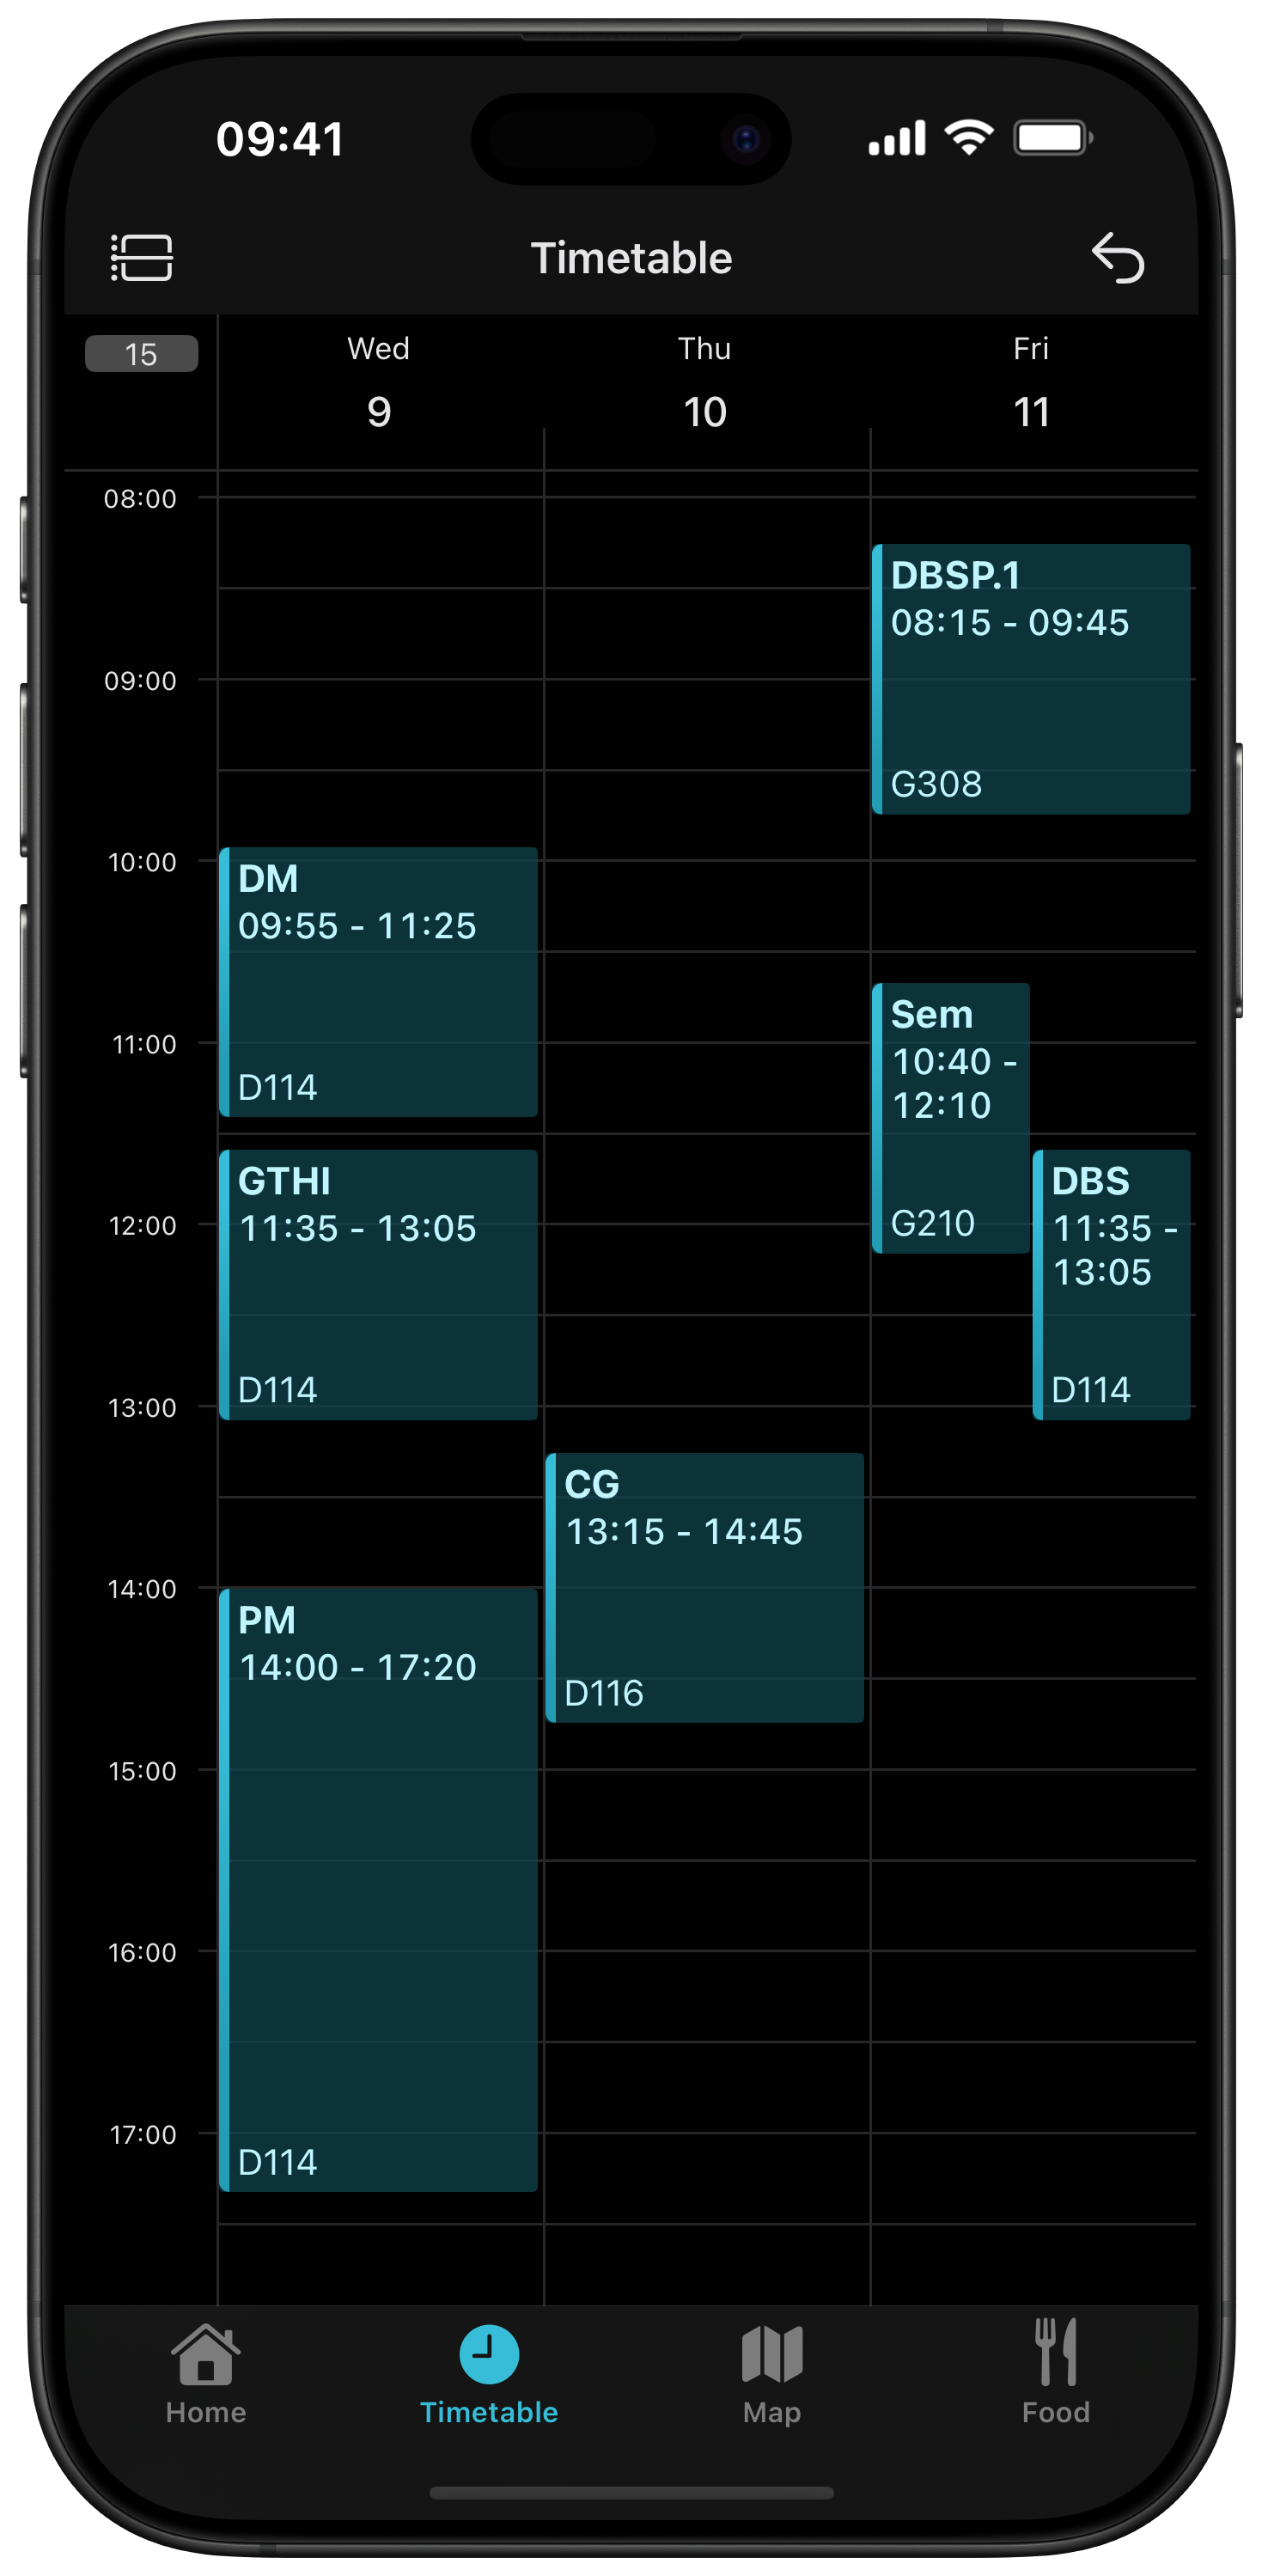 09:41
Timetable
15
Wed
9
Thu
10
Fri
11
08:00
09:00
10:00
11:00
12:00
13:00
14:00
15:00
16:00
17:00
DM
09:55 - 11:25
D114
GTHI
11:35 - 13:05
D114
PM
14:00 - 17:20
D114
CG
13:15 - 14:45
D116
DBSP.1
08:15 - 09:45
G308
Sem
10:40 -
12:10
G210
DBS
11:35 -
13:05
D114
Home
Timetable
Map
Food